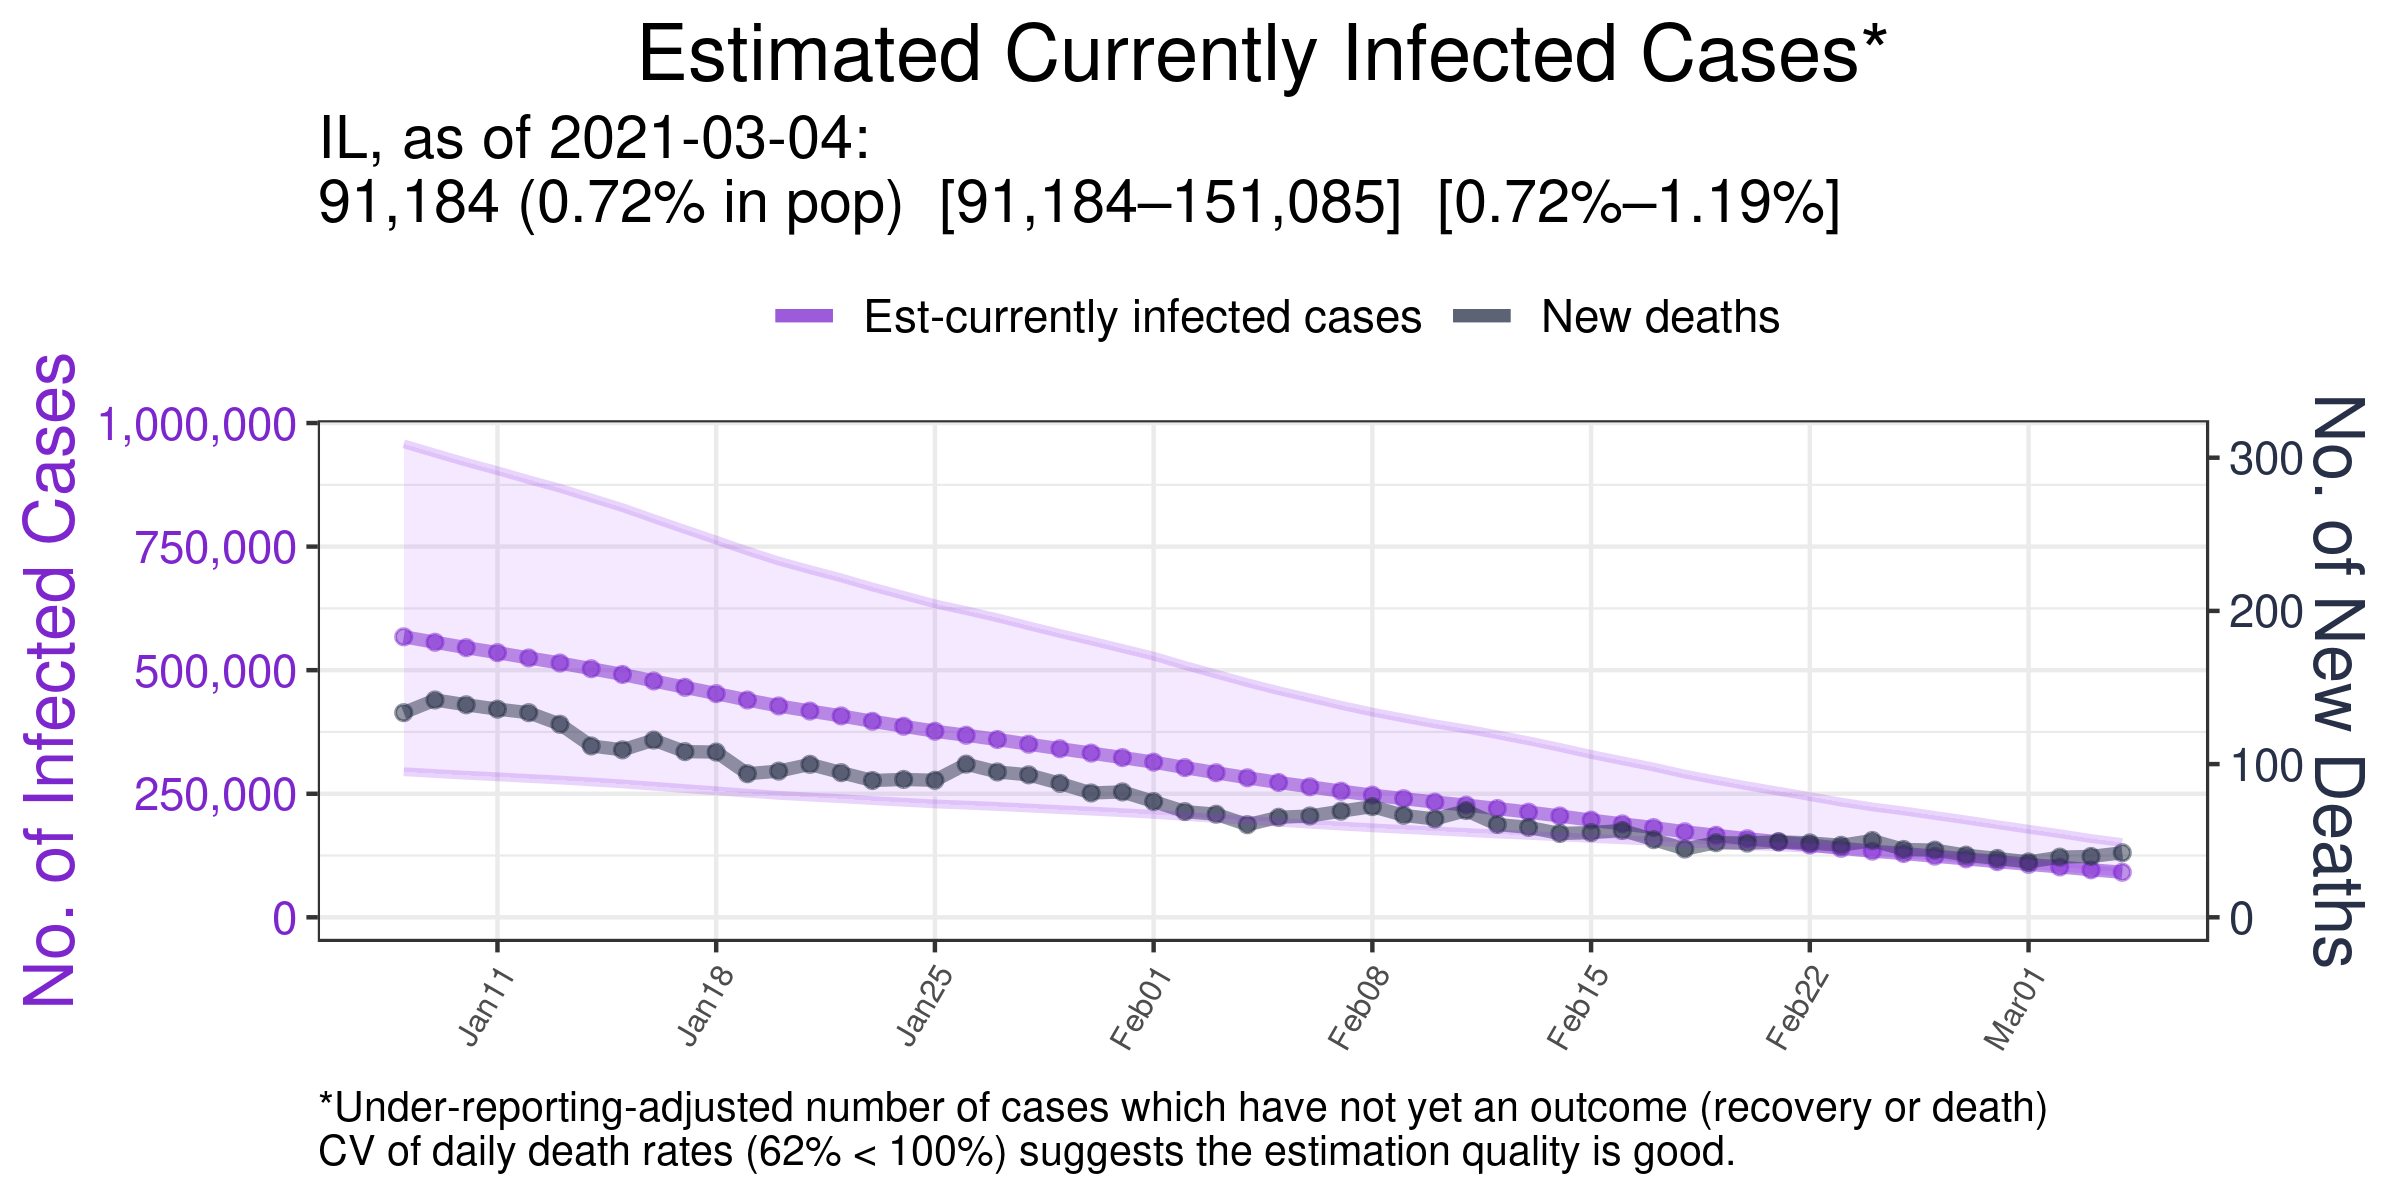 Estimated Currently Infected Cases*
IL, as of 2021-03-04:
91,184 (0.72% in pop)  [91,184–151,085]  [0.72%–1.19%]
Est-currently infected cases
New deaths
No. of Infected Cases
1,000,000
750,000
500,000
250,000
0
300
200
100
0
No. of New Deaths
Jan11
Jan18
Jan25
Feb01
Feb08
Feb15
Feb22
Mar01
*Under-reporting-adjusted number of cases which have not yet an outcome (recovery or death)
CV of daily death rates (62% < 100%) suggests the estimation quality is good.